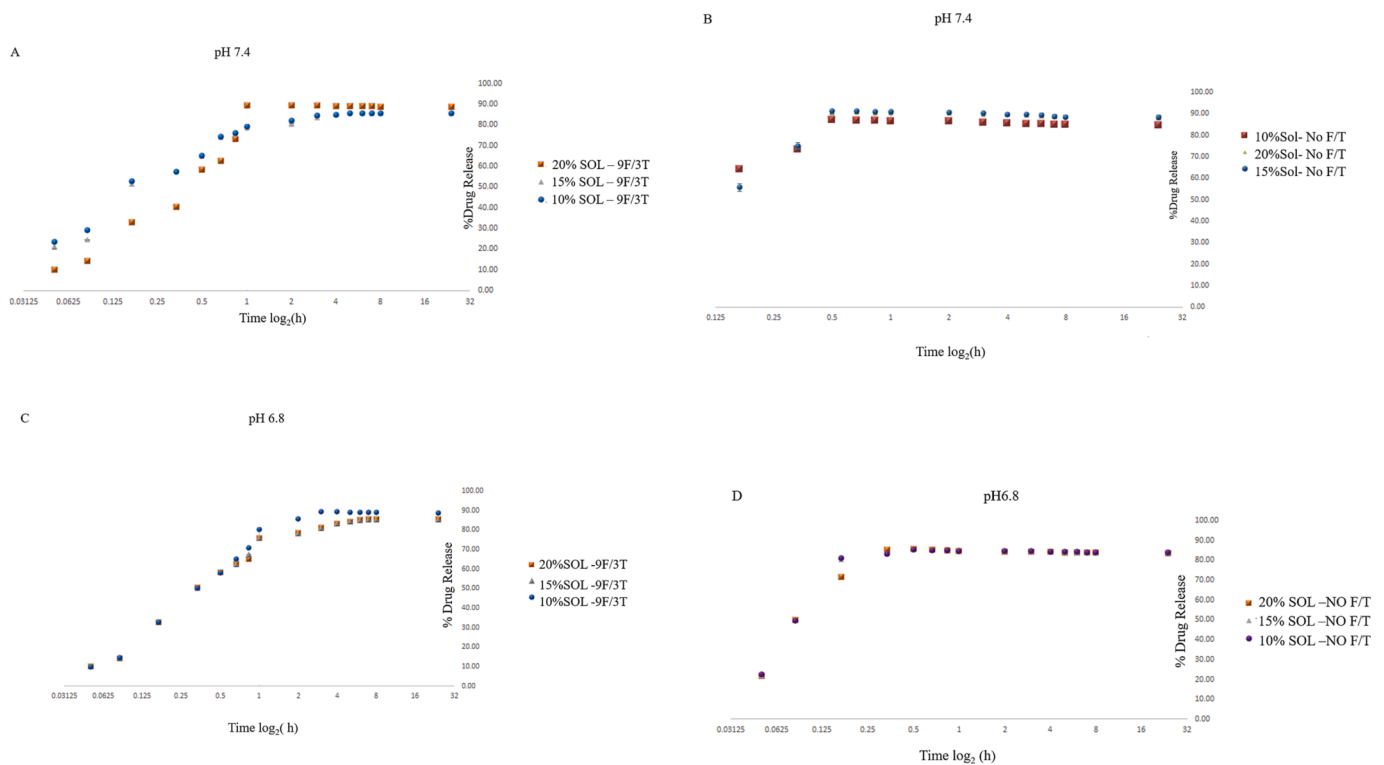 A
pH 7.4
100.00
90.00
80.00
70.00
60.00
50.00
40.00
30.00
20.00
10.00
0.00
%Drug Release
0.03125 0.0625 0.125 0.25 0.5 1 2 4 8 16 32
Time log₂(h)
20% SOL – 9F/3T
15% SOL – 9F/3T
10% SOL – 9F/3T
B
pH 7.4
100.00
90.00
80.00
70.00
60.00
50.00
40.00
30.00
20.00
10.00
0.00
%Drug Release
0.125 0.25 0.5 1 2 4 8 16 32
Time log₂(h)
10%Sol- No F/T
20%Sol- No F/T
15%Sol- No F/T
C
pH 6.8
100.00
90.00
80.00
70.00
60.00
50.00
40.00
30.00
20.00
10.00
0.00
% Drug Release
0.03125 0.0625 0.125 0.25 0.5 1 2 4 8 16 32
Time log₂( h)
20%SOL -9F/3T
15%SOL -9F/3T
10%SOL -9F/3T
D
pH6.8
100.00
90.00
80.00
70.00
60.00
50.00
40.00
30.00
20.00
10.00
0.00
% Drug Release
0.03125 0.0625 0.125 0.25 0.5 1 2 4 8 16 32
Time log₂ (h)
20% SOL –NO F/T
15% SOL –NO F/T
10% SOL –NO F/T